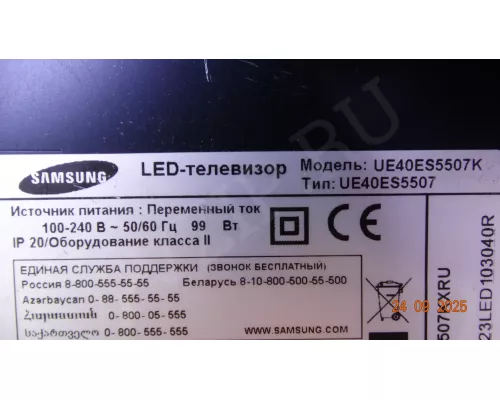 SAMSUNG
LED-телевизор
Модель: UE40ES5507K
Тип: UE40ES5507
Источник питания : Переменный ток
100-240 В ~ 50/60 Гц 99 Вт
IP 20/Оборудование класса II
CE
ЕДИНАЯ СЛУЖБА ПОДДЕРЖКИ (ЗВОНОК БЕСПЛАТНЫЙ)
Россия 8-800-555-55-55 Беларусь 8-10-800-500-55-500
Azərbaycan 0- 88- 555- 55- 55
Հայաստան 0- 800- 05- 555
საქართველო 0- 800- 555- 555
WWW.SAMSUNG.COM
24 09 2025
23LED103040R